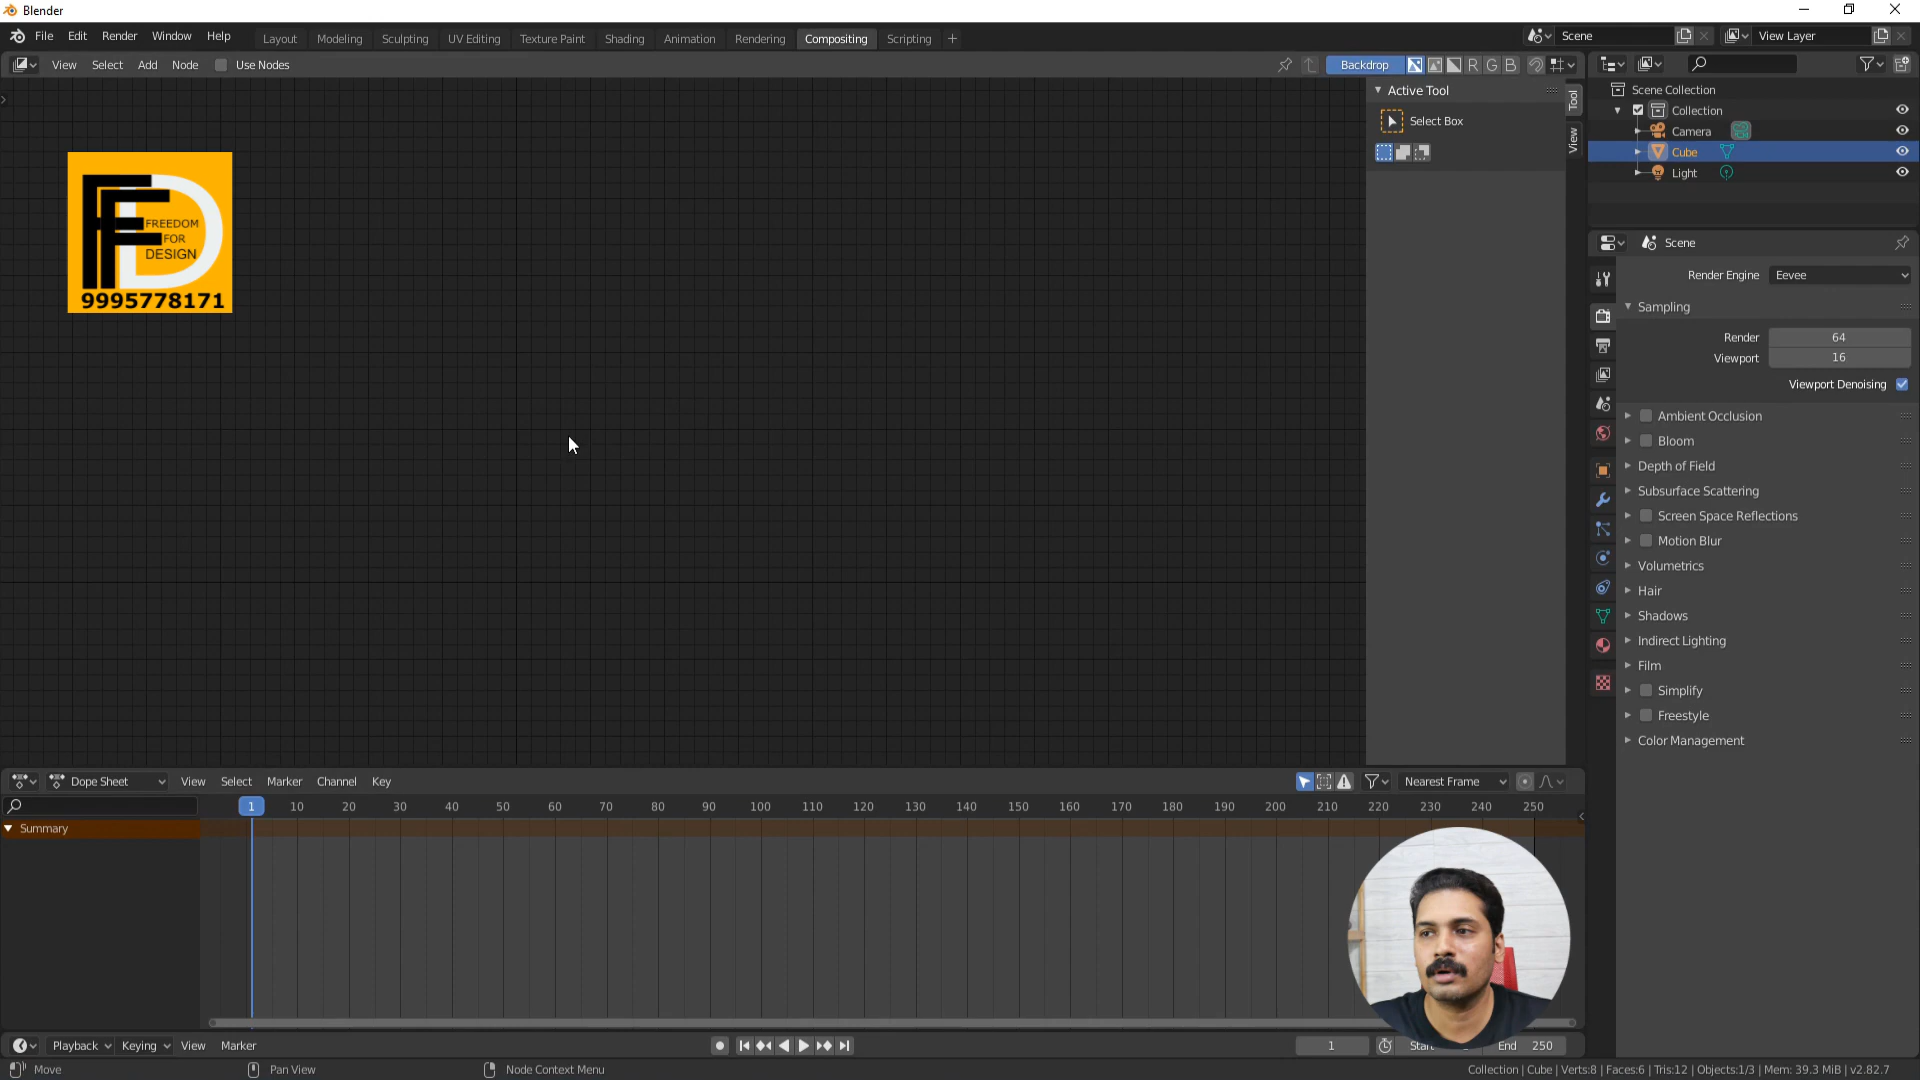 Blender
File Edit Render Window Help Layout Modeling Sculpting UV Editing Texture Paint Shading Animation Rendering Compositing Scripting + Scene View Layer
View Select Add Node Use Nodes Backdrop R G B
Active Tool
Select Box
Tool
View
Scene Collection
Collection
Camera
Cube
Light
FREEDOM
FOR
DESIGN
9995778171
Scene
Render Engine Eevee
Sampling
Render 64
Viewport 16
Viewport Denoising
Ambient Occlusion
Bloom
Depth of Field
Subsurface Scattering
Screen Space Reflections
Motion Blur
Volumetrics
Hair
Shadows
Indirect Lighting
Film
Simplify
Freestyle
Color Management
Dope Sheet View Select Marker Channel Key Nearest Frame
1 10 20 30 40 50 60 70 80 90 100 110 120 130 140 150 160 170 180 190 200 210 220 230 240 250
Summary
Playback Keying View Marker 1 Start End 250
Move Pan View Node Context Menu Collection | Cube | Verts:8 | Faces:6 | Tris:12 | Objects:1/3 | Mem: 39.3 MiB | v2.82.7